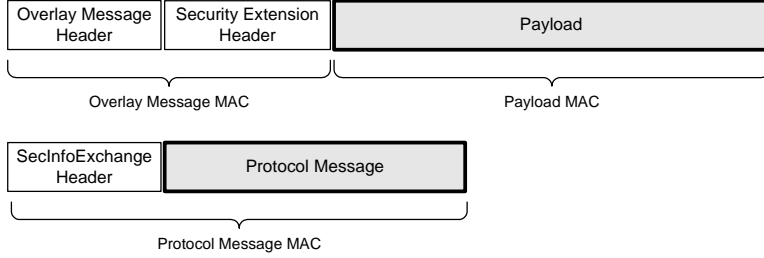 Overlay Message Header
Security Extension Header
Payload
Overlay Message MAC
Payload MAC
SecInfoExchange Header
Protocol Message
Protocol Message MAC